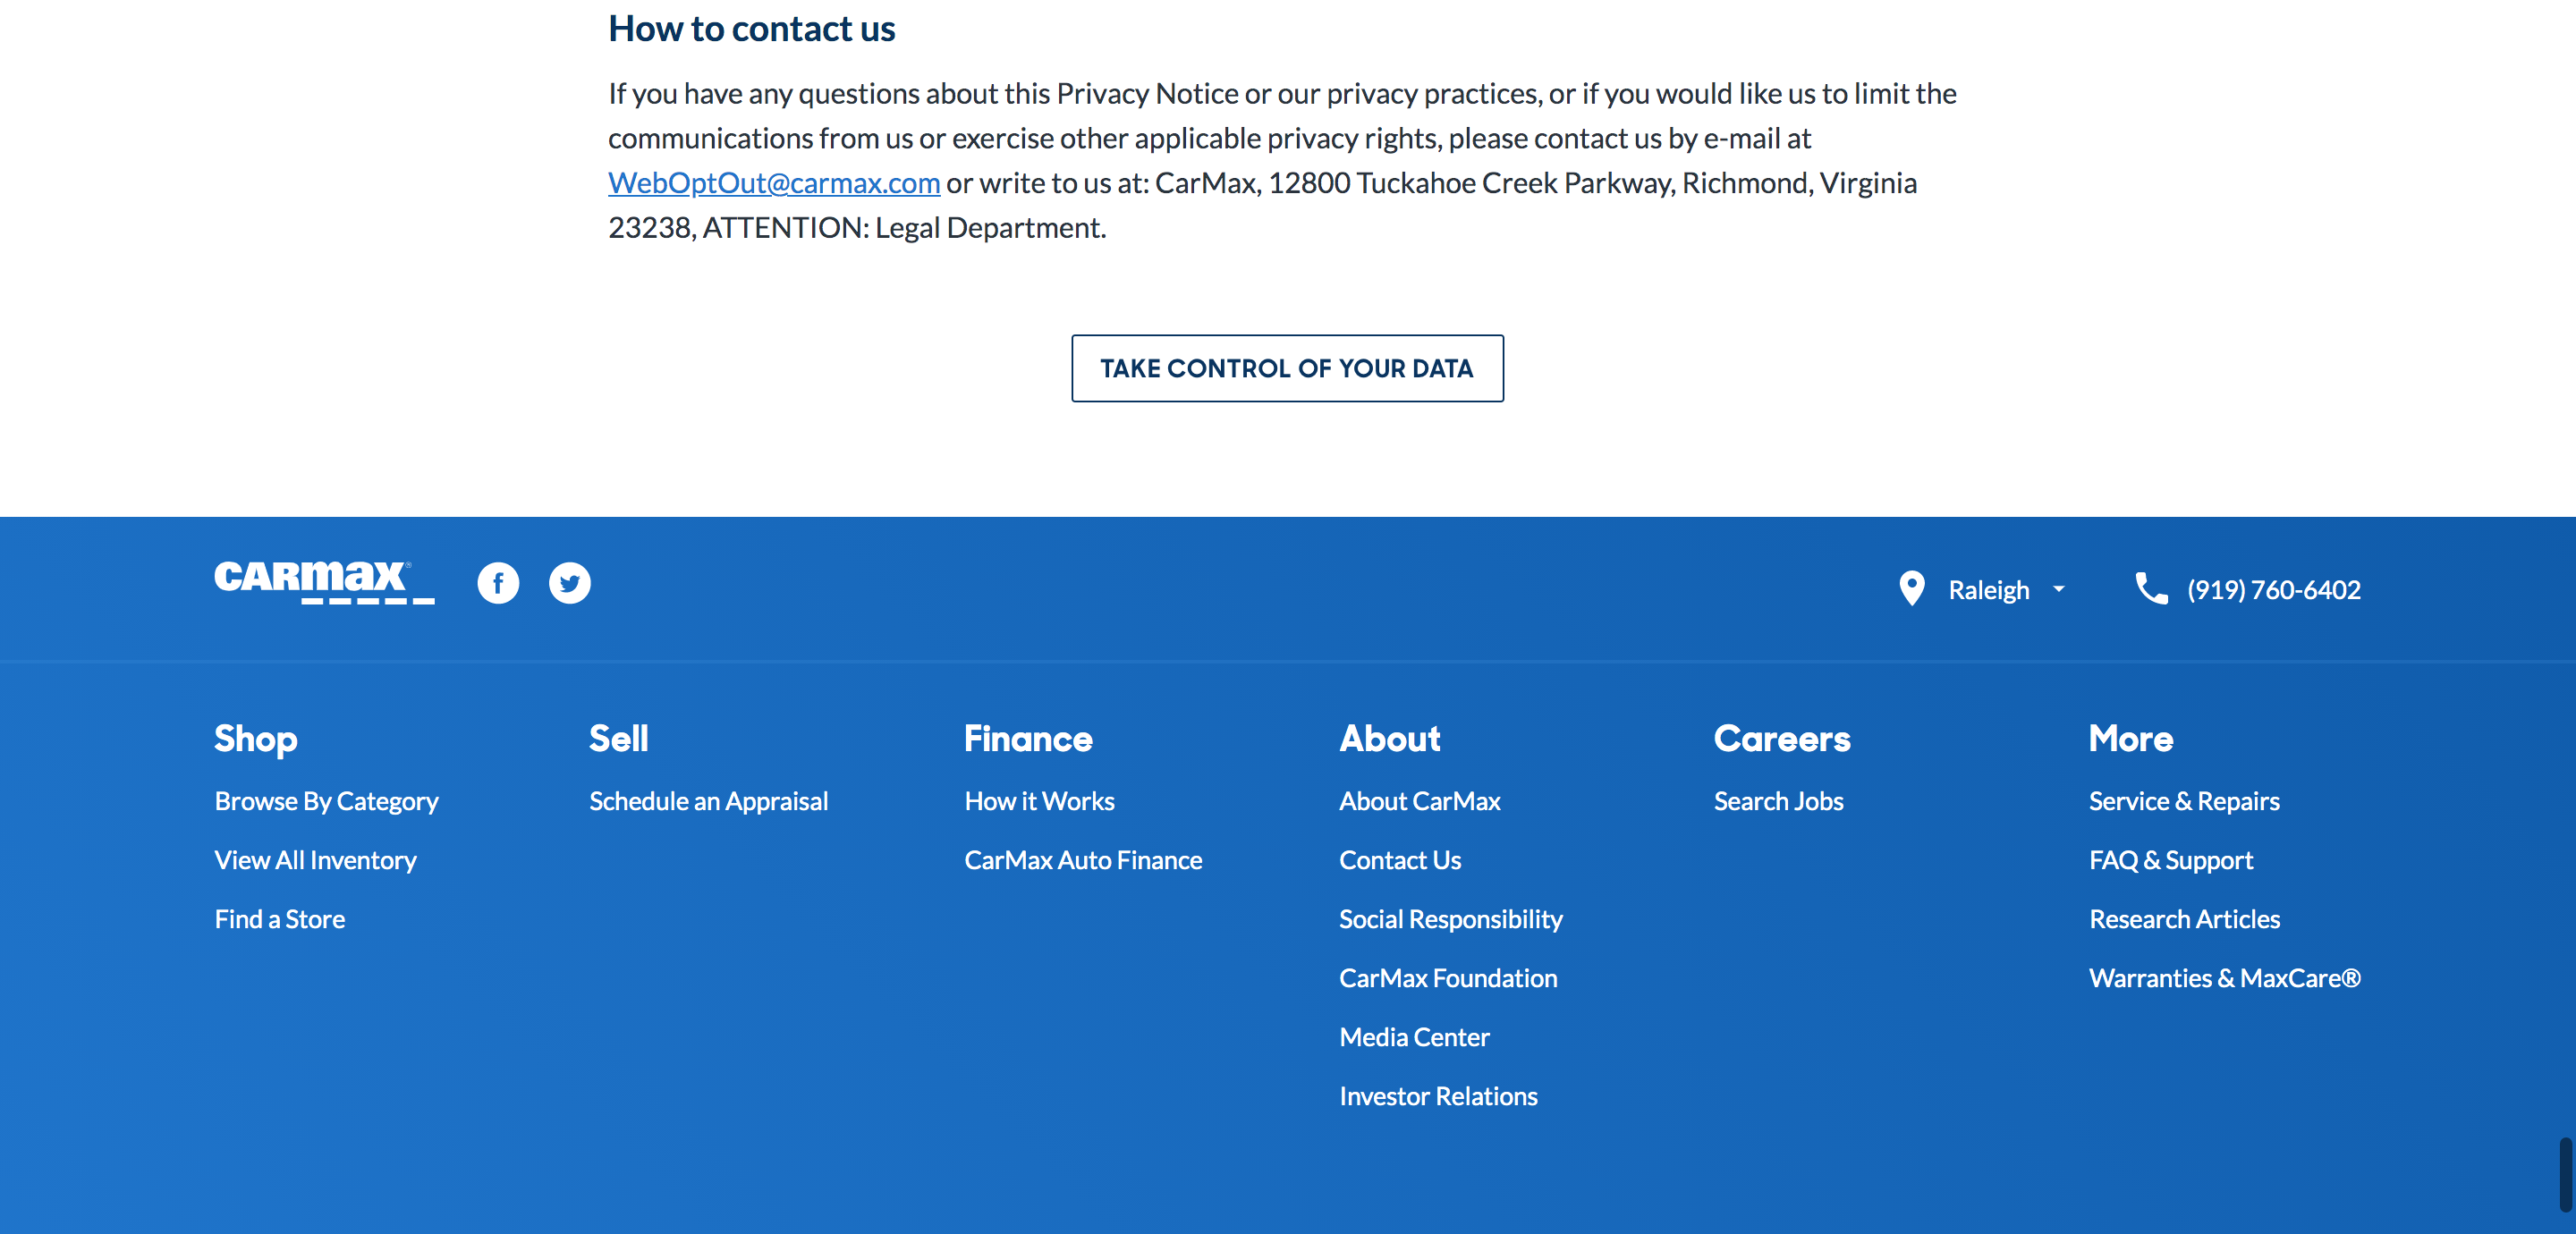 How to contact us
If you have any questions about this Privacy Notice or our privacy practices, or if you would like us to limit the
communications from us or exercise other applicable privacy rights, please contact us by e-mail at
WebOptOut@carmax.com or write to us at: CarMax, 12800 Tuckahoe Creek Parkway, Richmond, Virginia
23238, ATTENTION: Legal Department.
TAKE CONTROL OF YOUR DATA
CARMAX®
Raleigh
(919) 760-6402
Shop
Browse By Category
View All Inventory
Find a Store
Sell
Schedule an Appraisal
Finance
How it Works
CarMax Auto Finance
About
About CarMax
Contact Us
Social Responsibility
CarMax Foundation
Media Center
Investor Relations
Careers
Search Jobs
More
Service & Repairs
FAQ & Support
Research Articles
Warranties & MaxCare®